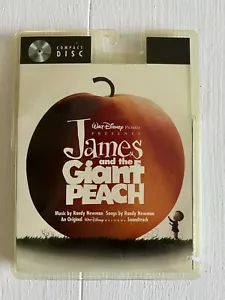 COMPACT
DISC
Walt Disney Pictures
PRESENTS
James
and the
Giant
PEACH
Music by Randy Newman Songs by Randy Newman
An Original Walt Disney RECORDS Soundtrack